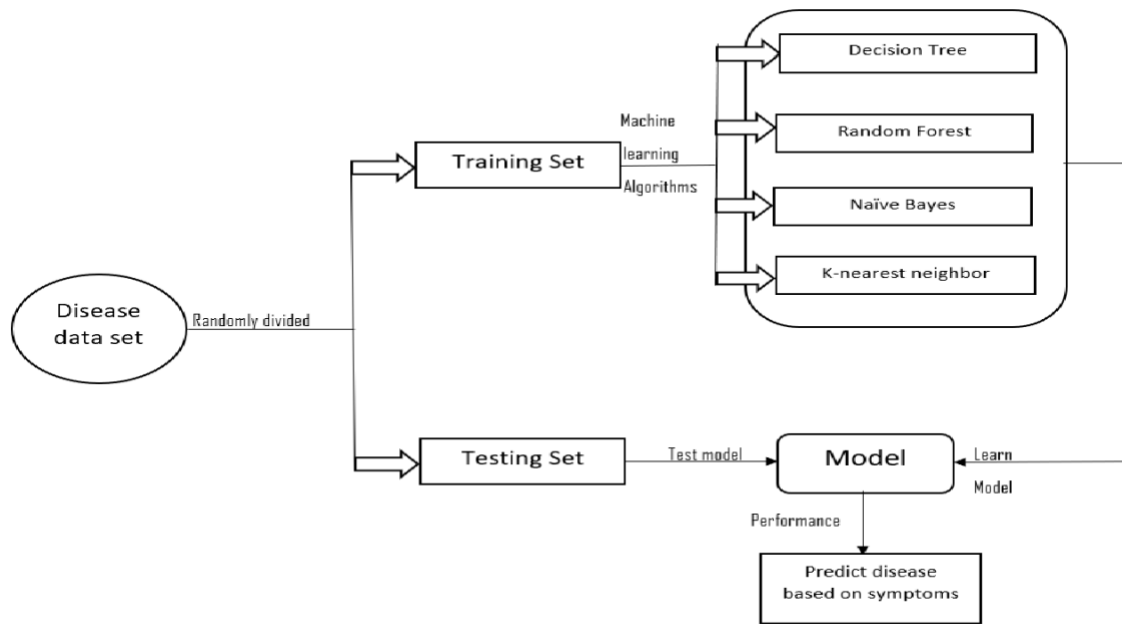 Decision Tree
Machine
Random Forest
learning
Training Set
Algorithms
Naïve Bayes
K-nearest neighbor
Disease
data set
Randomly divided
Testing Set
Test model
Model
Learn
Model
Performance
Predict disease
based on symptoms